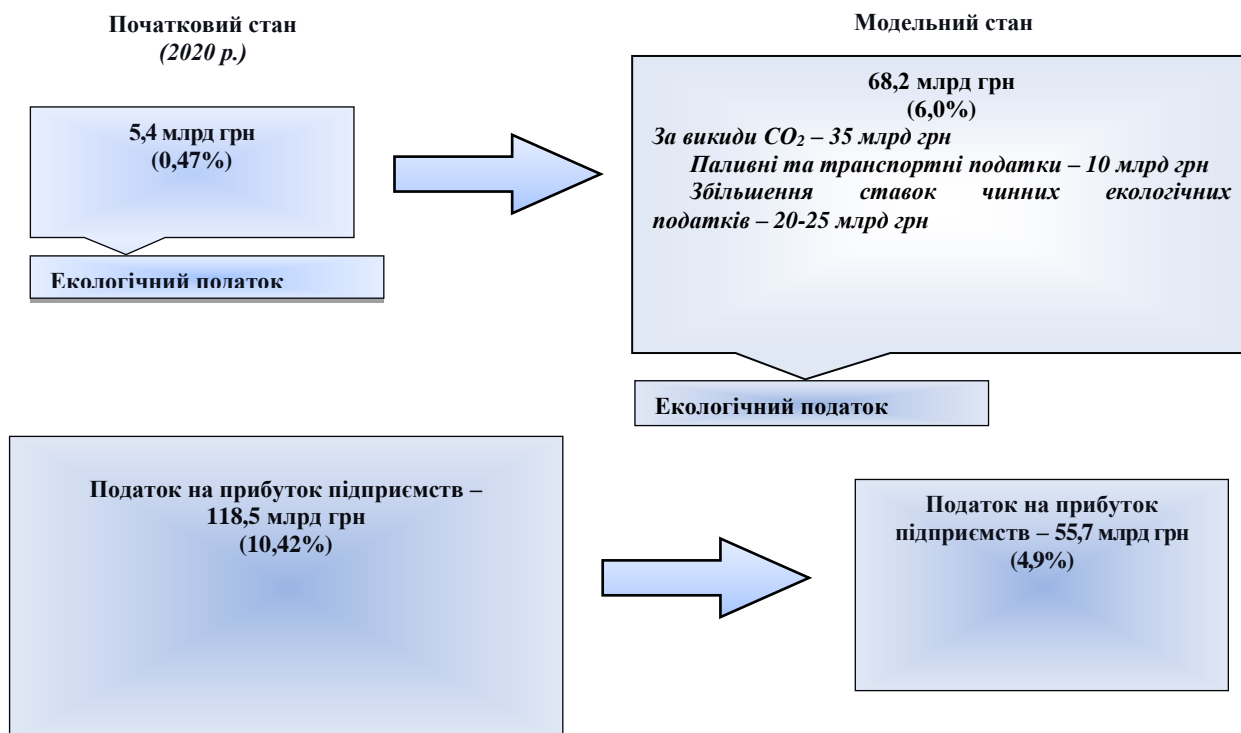 Початковий стан
(2020 р.)
Модельний стан
5,4 млрд грн
(0,47%)
68,2 млрд грн
(6,0%)
За викиди CO₂ – 35 млрд грн
Паливні та транспортні податки – 10 млрд грн
Збільшення ставок чинних екологічних
податків – 20-25 млрд грн
Екологічний податок
Екологічний податок
Податок на прибуток підприємств –
118,5 млрд грн
(10,42%)
Податок на прибуток
підприємств – 55,7 млрд грн
(4,9%)